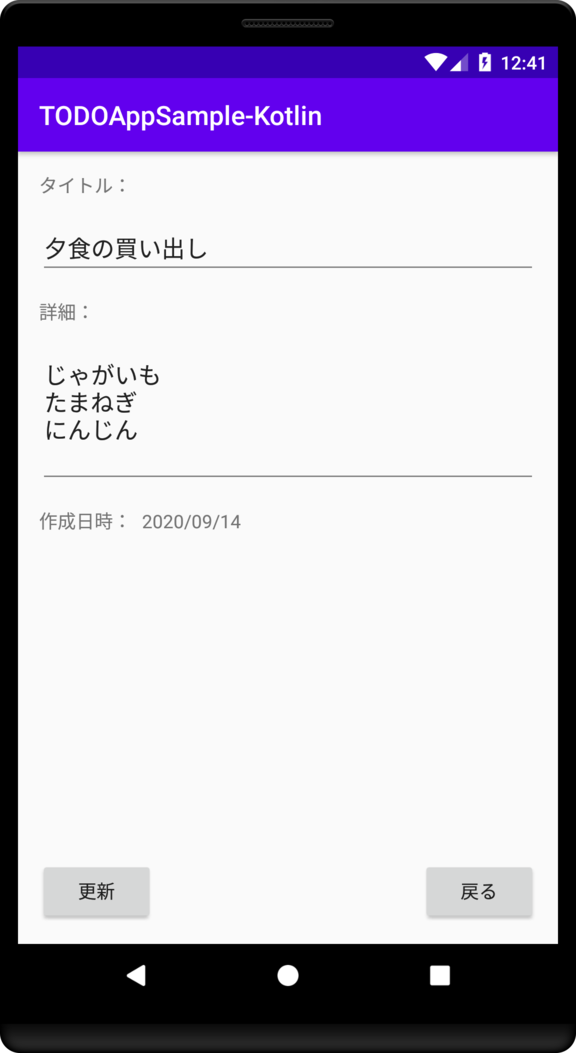 12:41
TODOAppSample-Kotlin
タイトル：
夕食の買い出し
詳細：
じゃがいも
たまねぎ
にんじん
作成日時： 2020/09/14
更新 戻る